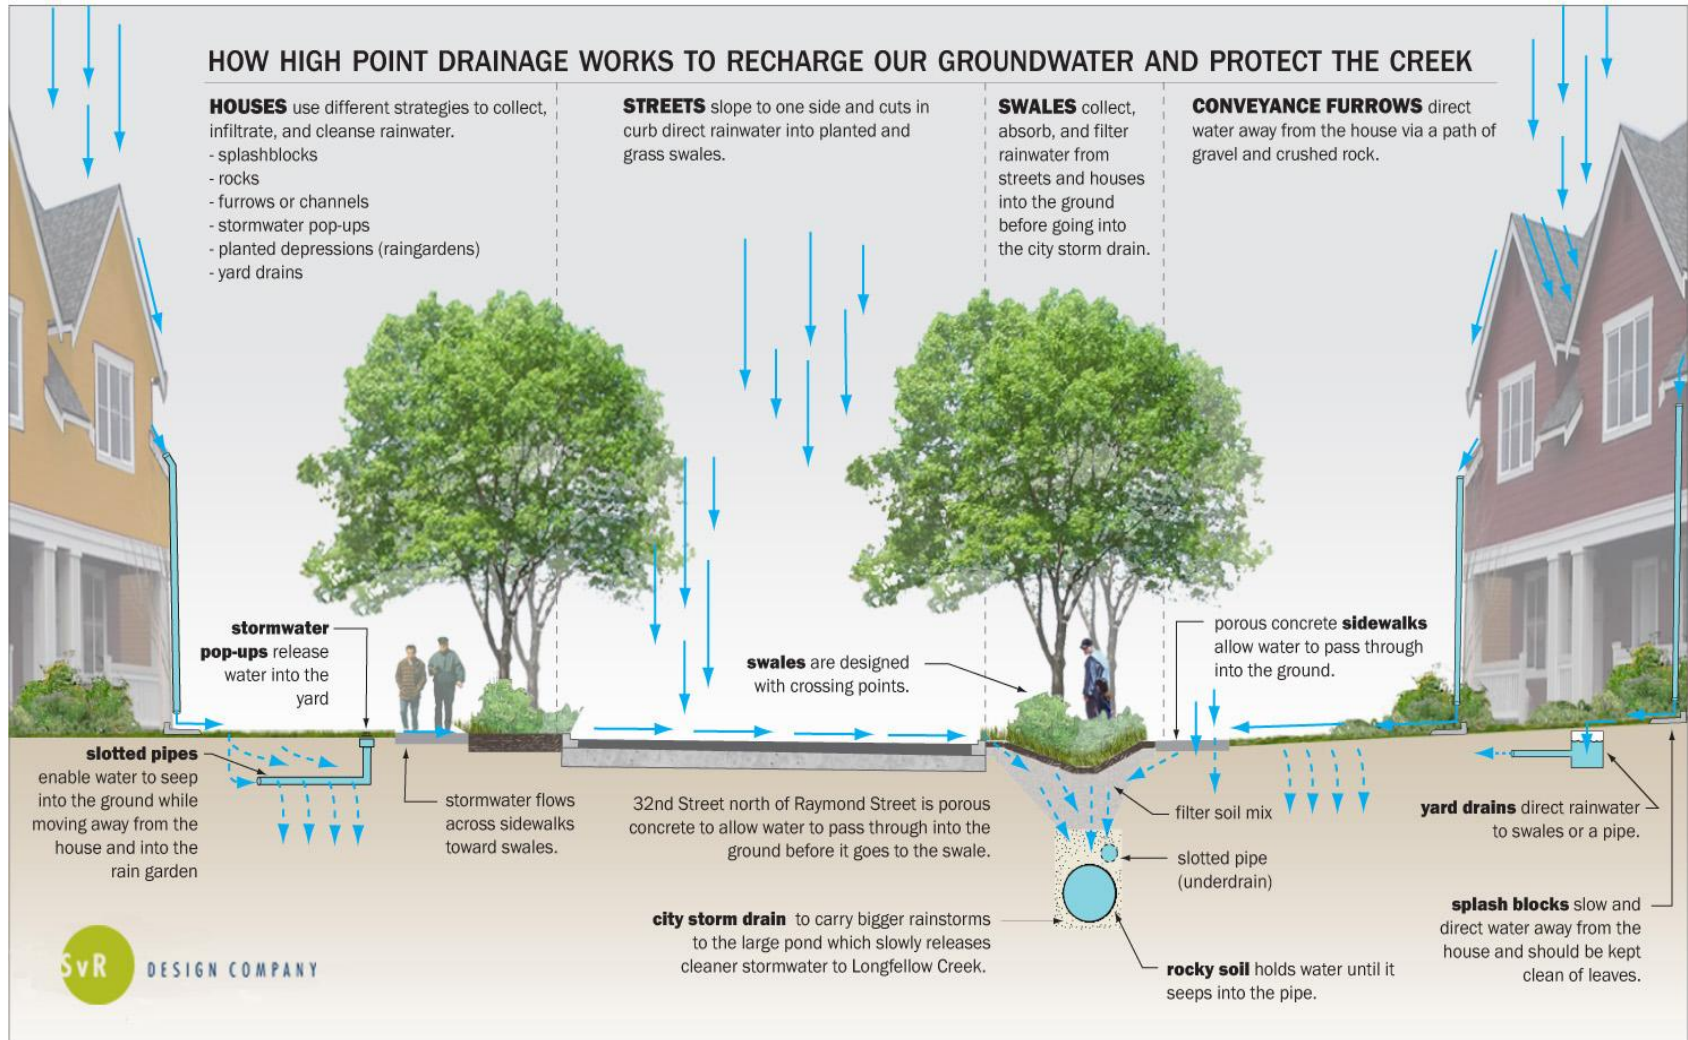 HOW HIGH POINT DRAINAGE WORKS TO RECHARGE OUR GROUNDWATER AND PROTECT THE CREEK
HOUSES use different strategies to collect,
infiltrate, and cleanse rainwater.
- splashblocks
- rocks
- furrows or channels
- stormwater pop-ups
- planted depressions (raingardens)
- yard drains
STREETS slope to one side and cuts in
curb direct rainwater into planted and
grass swales.
SWALES collect,
absorb, and filter
rainwater from
streets and houses
into the ground
before going into
the city storm drain.
CONVEYANCE FURROWS direct
water away from the house via a path of
gravel and crushed rock.
stormwater
pop-ups release
water into the
yard
swales are designed
with crossing points.
porous concrete sidewalks
allow water to pass through
into the ground.
slotted pipes
enable water to seep
into the ground while
moving away from the
house and into the
rain garden
stormwater flows
across sidewalks
toward swales.
32nd Street north of Raymond Street is porous
concrete to allow water to pass through into the
ground before it goes to the swale.
filter soil mix
slotted pipe
(underdrain)
yard drains direct rainwater
to swales or a pipe.
city storm drain to carry bigger rainstorms
to the large pond which slowly releases
cleaner stormwater to Longfellow Creek.
rocky soil holds water until it
seeps into the pipe.
splash blocks slow and
direct water away from the
house and should be kept
clean of leaves.
SvR DESIGN COMPANY